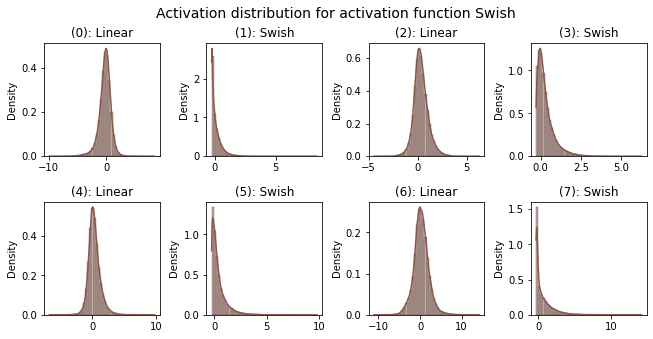 Activation distribution for activation function Swish
(0): Linear
(1): Swish
(2): Linear
(3): Swish
Density
0.4
0.2
0.0
−10
0
Density
2
1
0
0
5
Density
0.6
0.4
0.2
0.0
−5
0
5
Density
1.0
0.5
0.0
0.0
2.5
5.0
(4): Linear
(5): Swish
(6): Linear
(7): Swish
Density
0.4
0.2
0.0
0
10
Density
1.0
0.5
0.0
0
5
10
Density
0.2
0.1
0.0
−10
0
10
Density
1.5
1.0
0.5
0.0
0
10